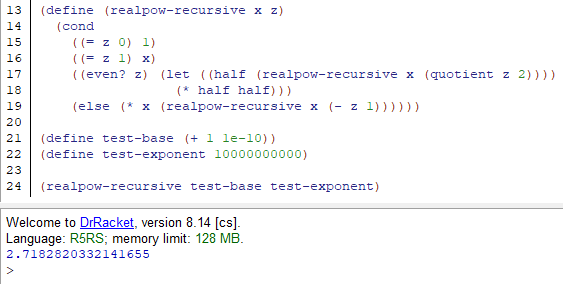 13 (define (realpow-recursive x z)
14   (cond
15     ((= z 0) 1)
16     ((= z 1) x)
17     ((even? z) (let ((half (realpow-recursive x (quotient z 2))))
18                   (* half half)))
19     (else (* x (realpow-recursive x (- z 1))))))
20
21 (define test-base (+ 1 1e-10))
22 (define test-exponent 10000000000)
23
24 (realpow-recursive test-base test-exponent)
Welcome to DrRacket, version 8.14 [cs].
Language: R5RS; memory limit: 128 MB.
2.7182820332141655
>